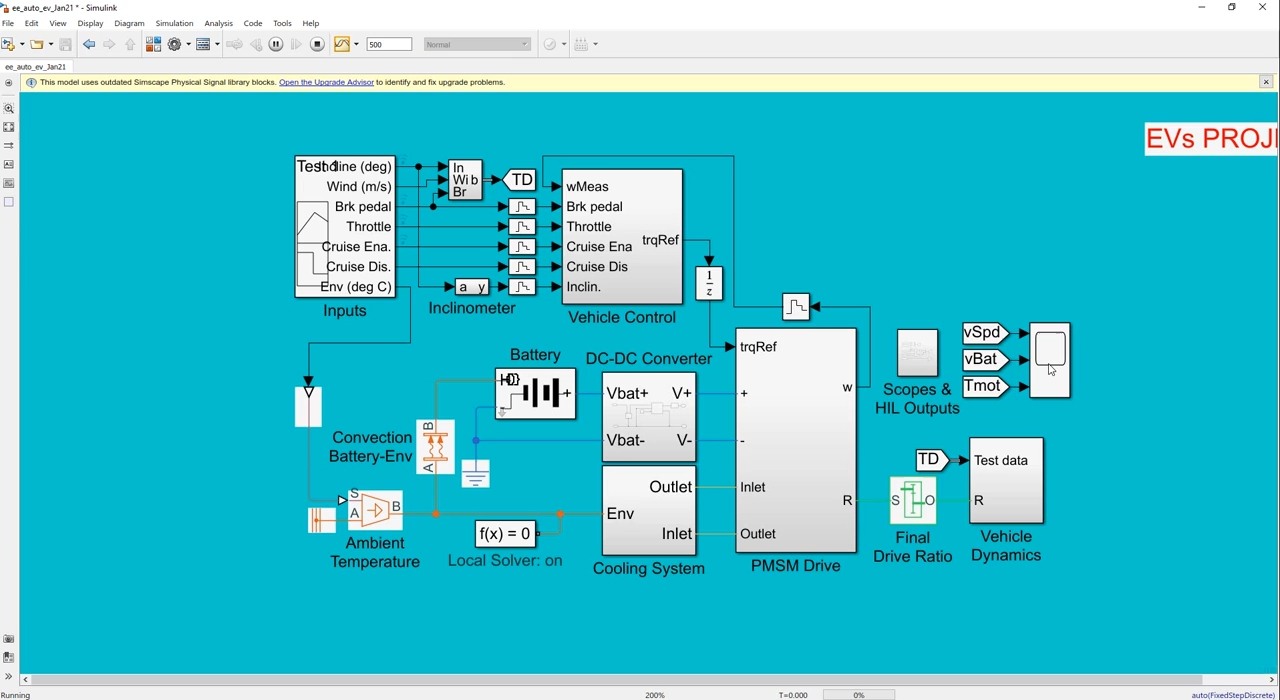 ee_auto_ev_Jan21 * - Simulink
File Edit View Display Diagram Simulation Analysis Code Tools Help
500 Normal
ee_auto_ev_Jan21
This model uses outdated Simscape Physical Signal library blocks. Open the Upgrade Advisor to identify and fix upgrade problems.
EVs PROJ
Test 1
line (deg)
Wind (m/s)
Brk pedal
Throttle
Cruise Ena.
Cruise Dis.
Env (deg C)
Inputs
In
Wi b
Br
TD
a y
Inclinometer
wMeas
Brk pedal
Throttle
Cruise Ena
Cruise Dis
Inclin.
trqRef
Vehicle Control
1
z
Battery
H
+
-
DC-DC Converter
Vbat+ V+
Vbat- V-
trqRef
w
+
-
Inlet
R
Outlet
PMSM Drive
Scopes &
HIL Outputs
vSpd
vBat
Tmot
Convection
Battery-Env
B
A
S
A B
Ambient
Temperature
f(x) = 0
Local Solver: on
Outlet
Env
Inlet
Cooling System
S O
Final
Drive Ratio
TD
Test data
R
Vehicle
Dynamics
Running 200% T=0.000 0% auto(FixedStepDiscrete)